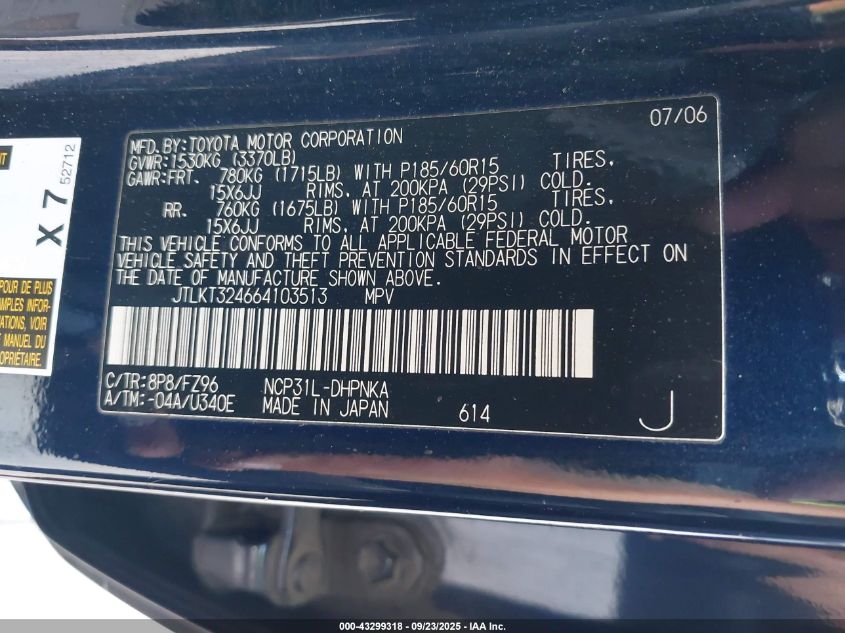 07/06
MFD. BY: TOYOTA MOTOR CORPORATION
GVWR: 1530KG (3370LB)
GAWR: FRT. 780KG (1715LB) WITH P185/60R15 TIRES,
15X6JJ RIMS, AT 200KPA (29PSI) COLD.
RR. 760KG (1675LB) WITH P185/60R15 TIRES,
15X6JJ RIMS, AT 200KPA (29PSI) COLD.
THIS VEHICLE CONFORMS TO ALL APPLICABLE FEDERAL MOTOR
VEHICLE SAFETY AND THEFT PREVENTION STANDARDS IN EFFECT ON
THE DATE OF MANUFACTURE SHOWN ABOVE.
JTLKT324664103513 MPV
C/TR: 8P8/FZ96 NCP31L-DHPNKA
A/TM: -04A/U340E MADE IN JAPAN 614 J
X 7
52712
POUR DE PLUS
AMPLES INFOR-
MATIONS, VOIR
LE MANUEL DU
PROPRIÉTAIRE.
000-43299318 - 09/23/2025 - IAA Inc.